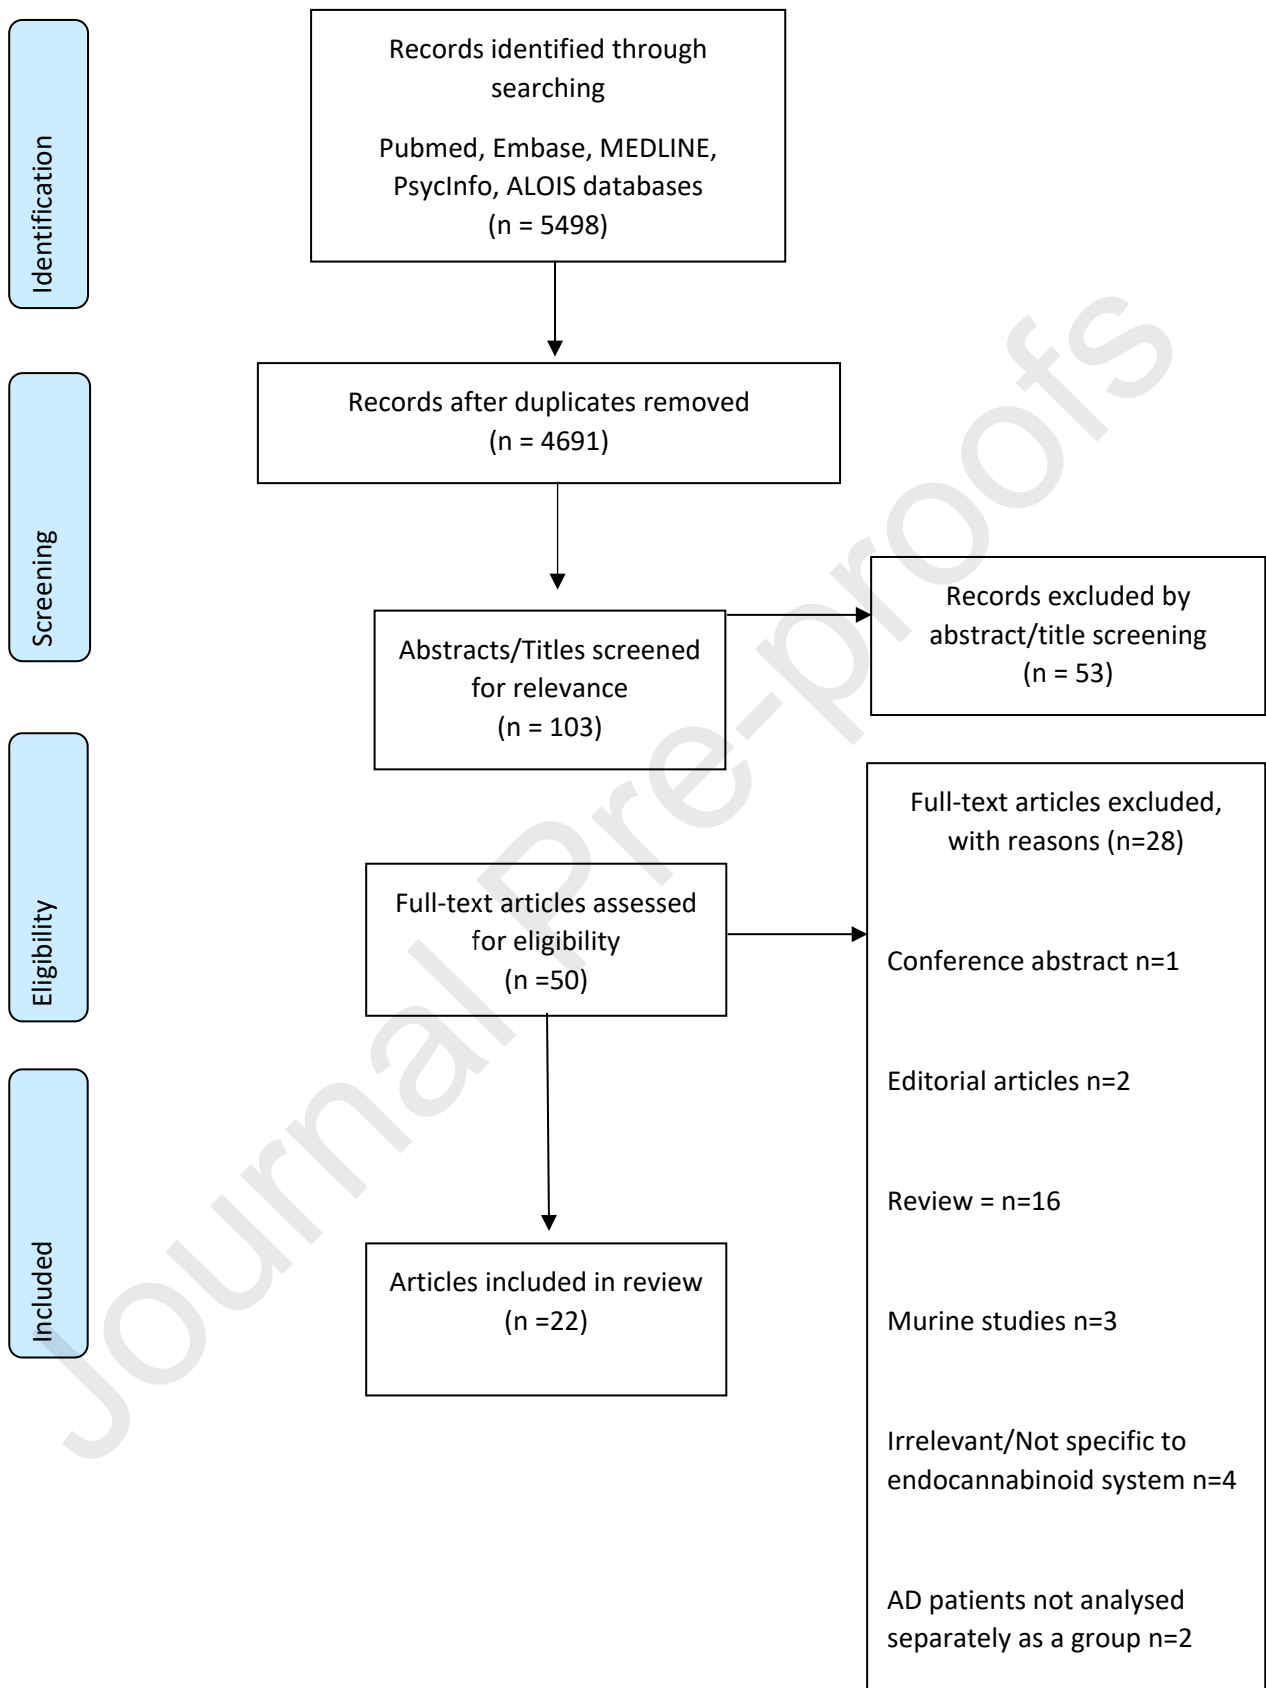 Identification
Records identified through
searching
Pubmed, Embase, MEDLINE,
PsycInfo, ALOIS databases
(n = 5498)
Screening
Records after duplicates removed
(n = 4691)
Abstracts/Titles screened
for relevance
(n = 103)
Records excluded by
abstract/title screening
(n = 53)
Eligibility
Full-text articles assessed
for eligibility
(n =50)
Full-text articles excluded,
with reasons (n=28)
Conference abstract n=1
Editorial articles n=2
Review = n=16
Murine studies n=3
Irrelevant/Not specific to
endocannabinoid system n=4
AD patients not analysed
separately as a group n=2
Included
Articles included in review
(n =22)
Journal Pre-proofs